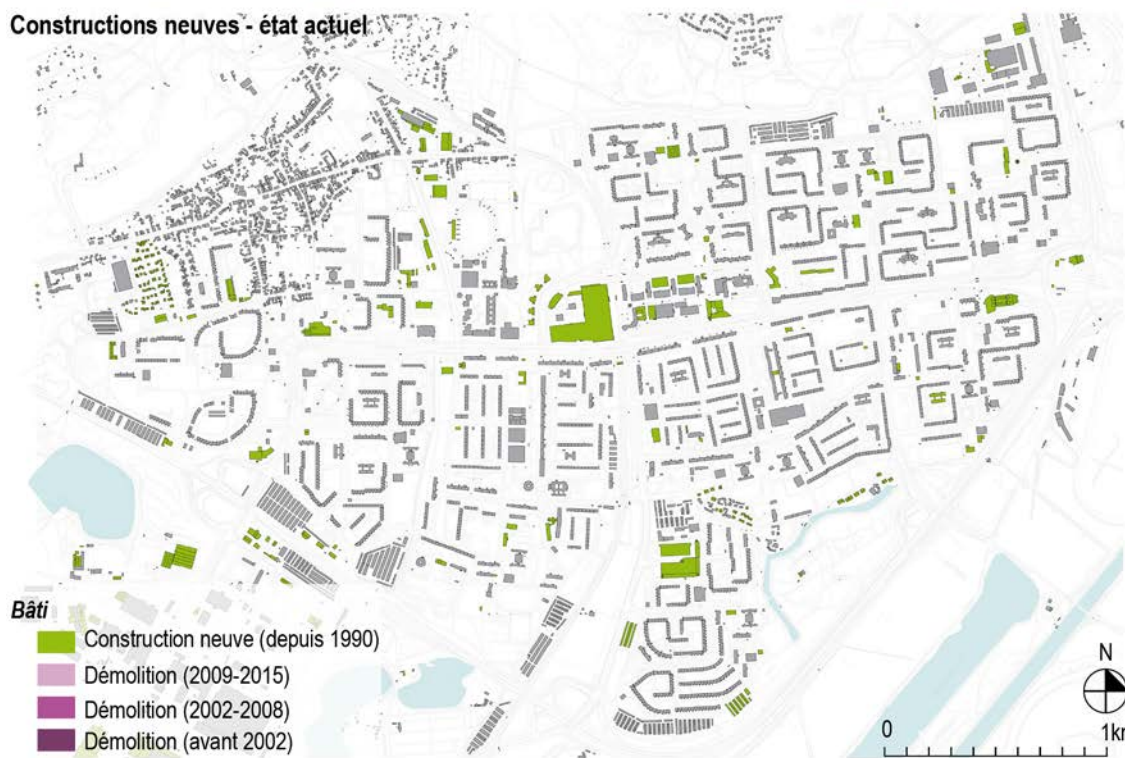 Constructions neuves - état actuel
Bâti
Construction neuve (depuis 1990)
Démolition (2009-2015)
Démolition (2002-2008)
Démolition (avant 2002)
N
0 1km